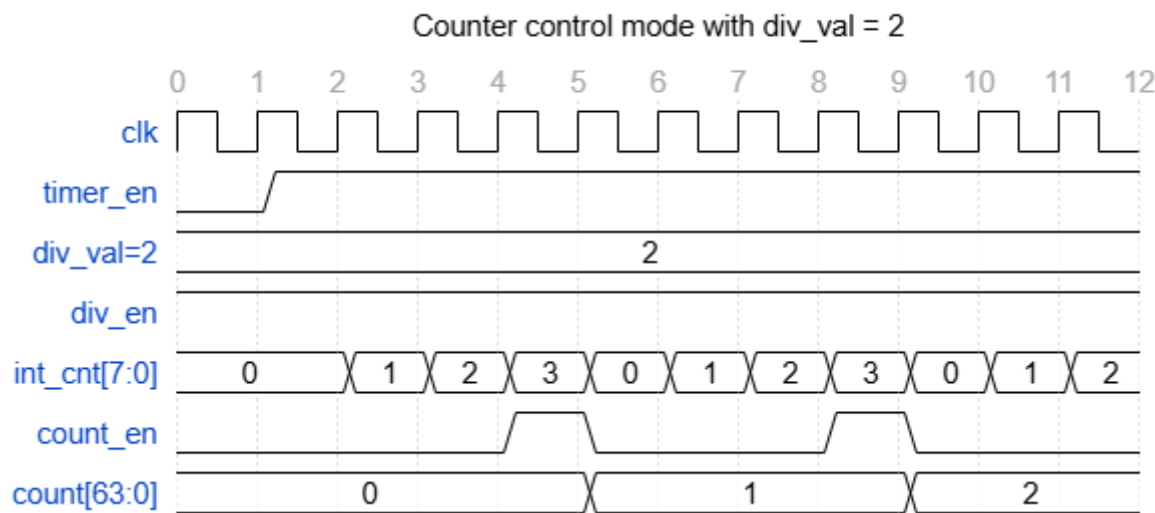 Counter control mode with div_val = 2
0 1 2 3 4 5 6 7 8 9 10 11 12
clk
timer_en
div_val=2 2
div_en
int_cnt[7:0] 0 1 2 3 0 1 2 3 0 1 2
count_en
count[63:0] 0 1 2